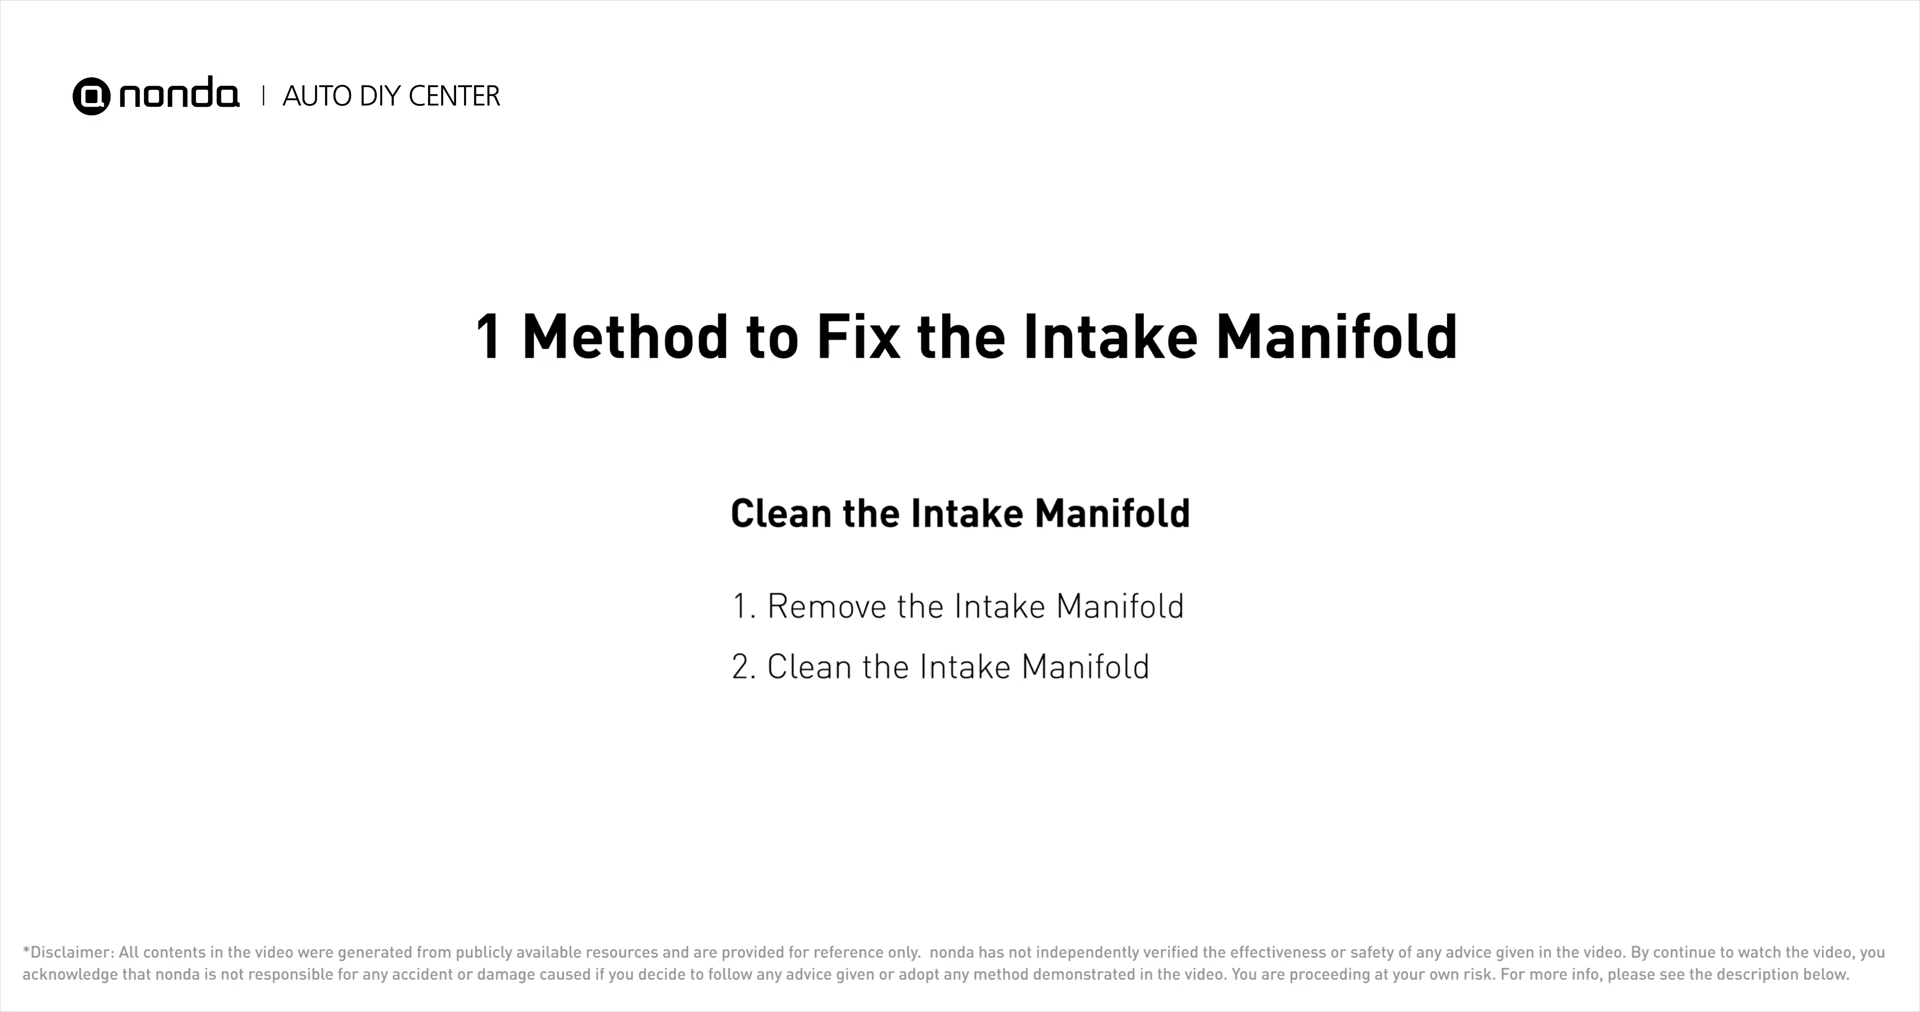 nonda | AUTO DIY CENTER
1 Method to Fix the Intake Manifold
Clean the Intake Manifold
1. Remove the Intake Manifold
2. Clean the Intake Manifold
*Disclaimer: All contents in the video were generated from publicly available resources and are provided for reference only.  nonda has not independently verified the effectiveness or safety of any advice given in the video. By continue to watch the video, you
acknowledge that nonda is not responsible for any accident or damage caused if you decide to follow any advice given or adopt any method demonstrated in the video. You are proceeding at your own risk. For more info, please see the description below.